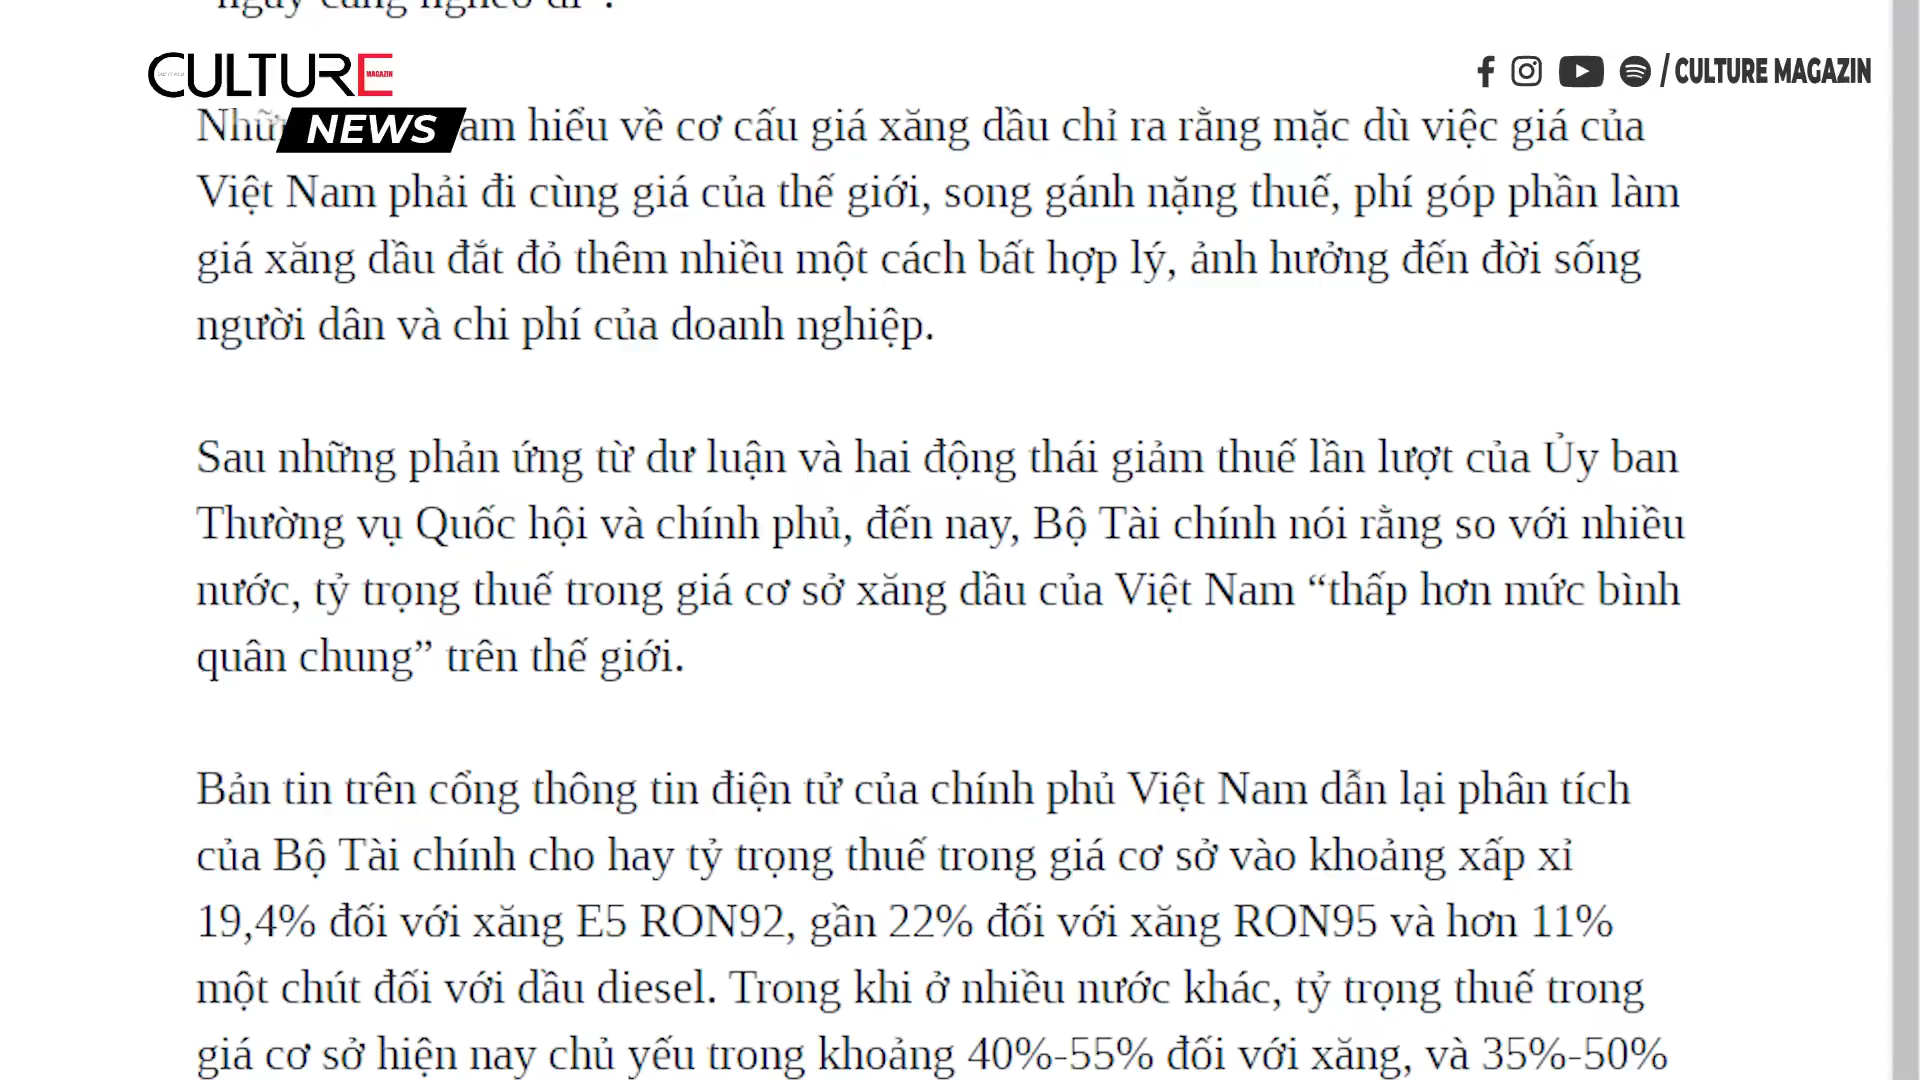 ngày càng nghèo đi".
CULTURE
MAGAZIN
NEWS
/ CULTURE MAGAZIN
am hiểu về cơ cấu giá xăng dầu chỉ ra rằng mặc dù việc giá của
Việt Nam phải đi cùng giá của thế giới, song gánh nặng thuế, phí góp phần làm
giá xăng dầu đắt đỏ thêm nhiều một cách bất hợp lý, ảnh hưởng đến đời sống
người dân và chi phí của doanh nghiệp.
Sau những phản ứng từ dư luận và hai động thái giảm thuế lần lượt của Ủy ban
Thường vụ Quốc hội và chính phủ, đến nay, Bộ Tài chính nói rằng so với nhiều
nước, tỷ trọng thuế trong giá cơ sở xăng dầu của Việt Nam “thấp hơn mức bình
quân chung” trên thế giới.
Bản tin trên cổng thông tin điện tử của chính phủ Việt Nam dẫn lại phân tích
của Bộ Tài chính cho hay tỷ trọng thuế trong giá cơ sở vào khoảng xấp xỉ
19,4% đối với xăng E5 RON92, gần 22% đối với xăng RON95 và hơn 11%
một chút đối với dầu diesel. Trong khi ở nhiều nước khác, tỷ trọng thuế trong
giá cơ sở hiện nay chủ yếu trong khoảng 40%-55% đối với xăng, và 35%-50%